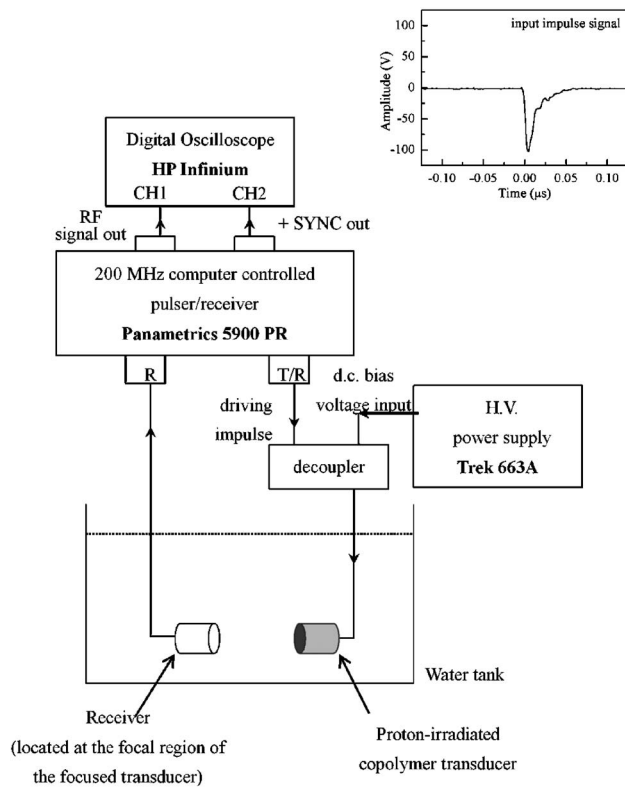 input impulse signal
Amplitude (V)
100
50
0
-50
-100
-0.10
-0.05
0.00
0.05
0.10
Time (μs)
Digital Oscilloscope
HP Infinium
CH1
CH2
RF
signal out
+ SYNC out
200 MHz computer controlled
pulser/receiver
Panametrics 5900 PR
R
T/R
driving
impulse
d.c. bias
voltage input
H.V.
power supply
Trek 663A
decoupler
Water tank
Receiver
(located at the focal region of
the focused transducer)
Proton-irradiated
copolymer transducer